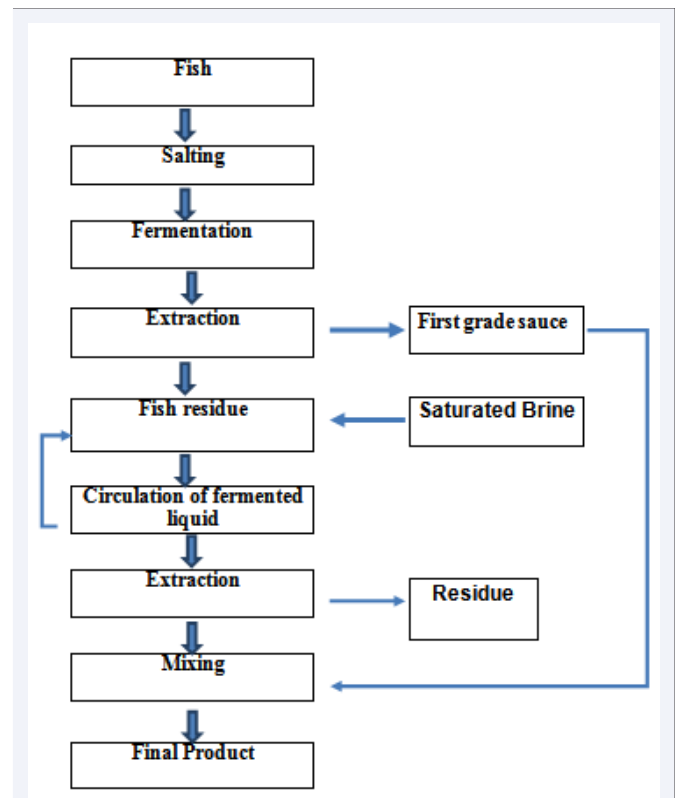 Fish
Salting
Fermentation
Extraction
First grade sauce
Fish residue
Saturated Brine
Circulation of fermented
liquid
Extraction
Residue
Mixing
Final Product